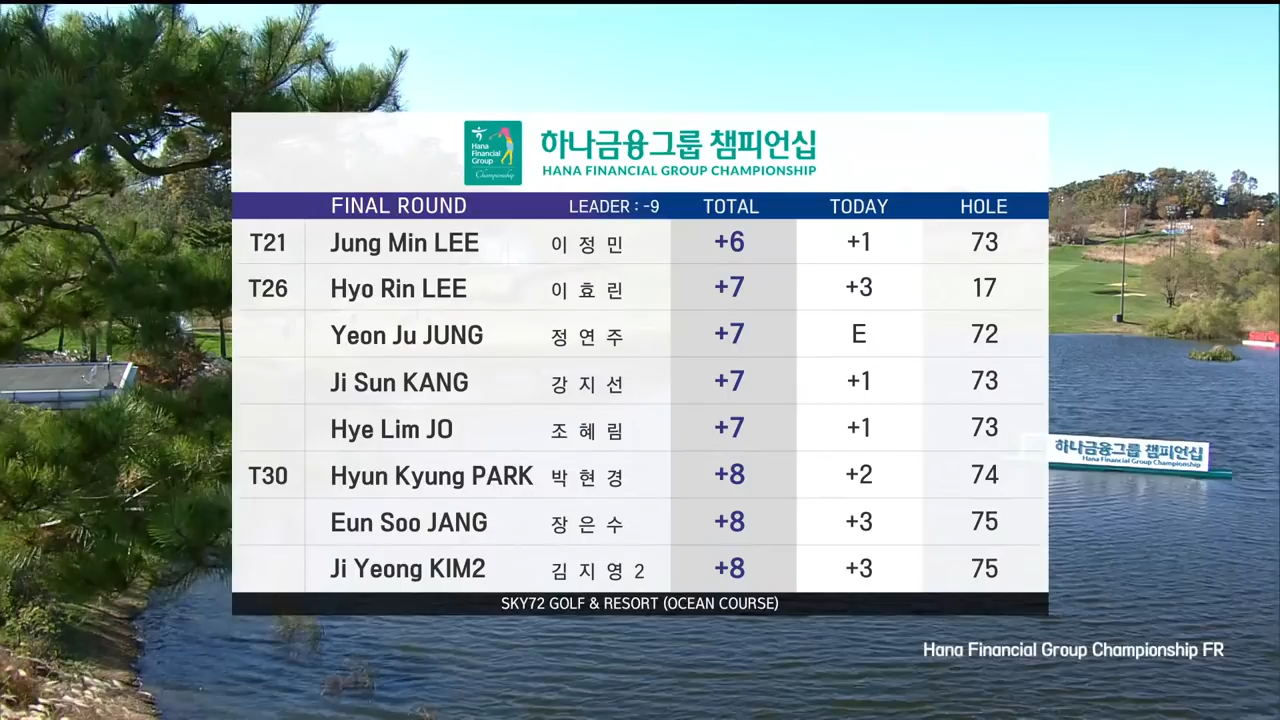 Hana
Financial
Group
Championship
하나금융그룹 챔피언십
HANA FINANCIAL GROUP CHAMPIONSHIP
FINAL ROUND LEADER : -9 TOTAL TODAY HOLE
T21 Jung Min LEE 이 정 민 +6 +1 73
T26 Hyo Rin LEE 이 효 린 +7 +3 17
Yeon Ju JUNG 정 연 주 +7 E 72
Ji Sun KANG 강 지 선 +7 +1 73
Hye Lim JO 조 혜 림 +7 +1 73
T30 Hyun Kyung PARK 박 현 경 +8 +2 74
Eun Soo JANG 장 은 수 +8 +3 75
Ji Yeong KIM2 김 지 영 2 +8 +3 75
SKY72 GOLF & RESORT (OCEAN COURSE)
하나금융그룹 챔피언십
Hana Financial Group Championship
Hana Financial Group Championship FR